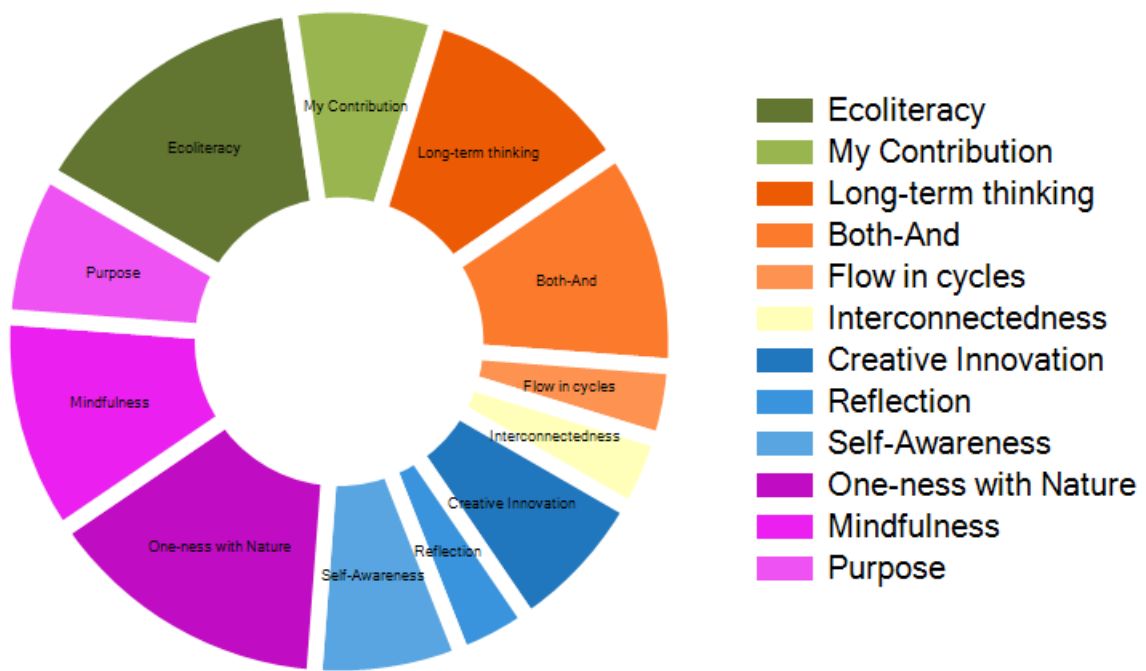 My Contribution
Ecoliteracy
Long-term thinking
Purpose
Both-And
Mindfulness
Flow in cycles
Interconnectedness
Creative Innovation
One-ness with Nature
Reflection
Self-Awareness
Ecoliteracy
My Contribution
Long-term thinking
Both-And
Flow in cycles
Interconnectedness
Creative Innovation
Reflection
Self-Awareness
One-ness with Nature
Mindfulness
Purpose